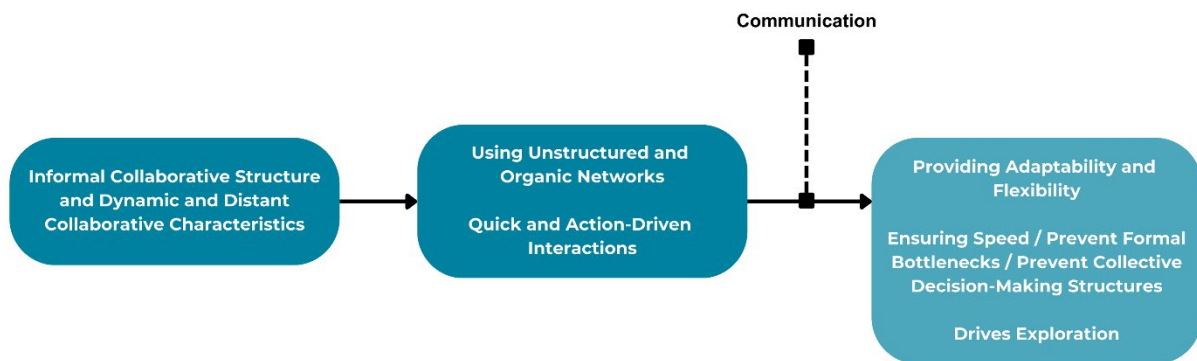 Communication
Informal Collaborative Structure
and Dynamic and Distant
Collaborative Characteristics
Using Unstructured and
Organic Networks
Quick and Action-Driven
Interactions
Providing Adaptability and
Flexibility
Ensuring Speed / Prevent Formal
Bottlenecks / Prevent Collective
Decision-Making Structures
Drives Exploration